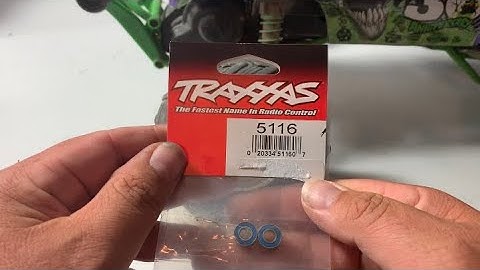 TRAXXAS
The Fastest Name In Radio Control
5116
0 20334 51160 7